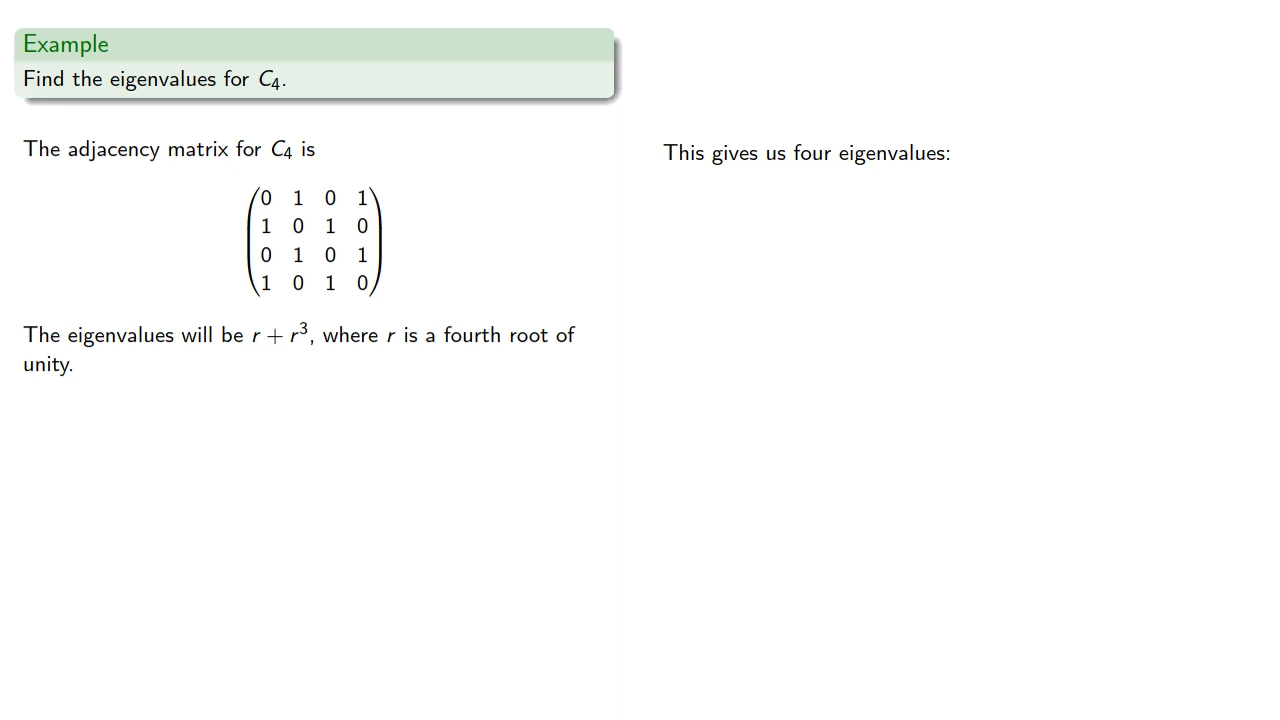 Example
Find the eigenvalues for C₄.
The adjacency matrix for C₄ is
0 1 0 1
1 0 1 0
0 1 0 1
1 0 1 0
The eigenvalues will be r + r³, where r is a fourth root of
unity.
This gives us four eigenvalues: